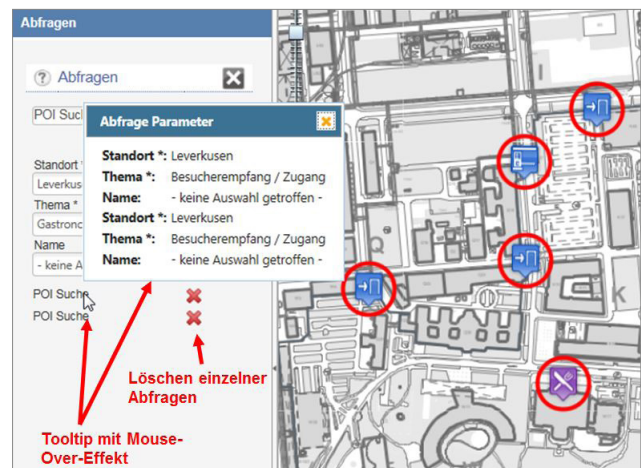 Abfragen
Abfragen
POI Such
Abfrage Parameter
Standort *: Leverkusen
Thema *: Besucherempfang / Zugang
Name: - keine Auswahl getroffen -
Standort *: Leverkusen
Thema *: Besucherempfang / Zugang
Name: - keine Auswahl getroffen -
Standort
Leverkus
Thema *
Gastrono
Name
- keine A
POI Suche
POI Suche
Löschen einzelner
Abfragen
Tooltip mit Mouse-
Over-Effekt
Q
K